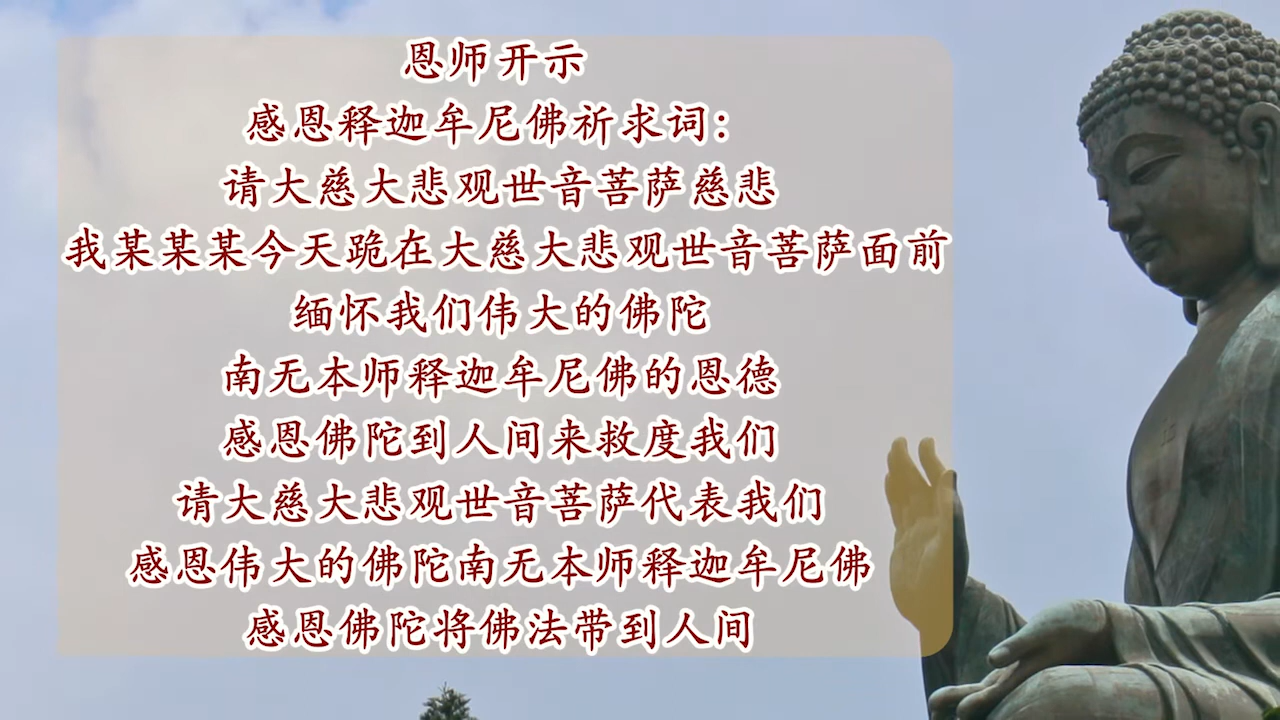 恩师开示
感恩释迦牟尼佛祈求词：
请大慈大悲观世音菩萨慈悲
我某某某今天跪在大慈大悲观世音菩萨面前
缅怀我们伟大的佛陀
南无本师释迦牟尼佛的恩德
感恩佛陀到人间来救度我们
请大慈大悲观世音菩萨代表我们
感恩伟大的佛陀南无本师释迦牟尼佛
感恩佛陀将佛法带到人间